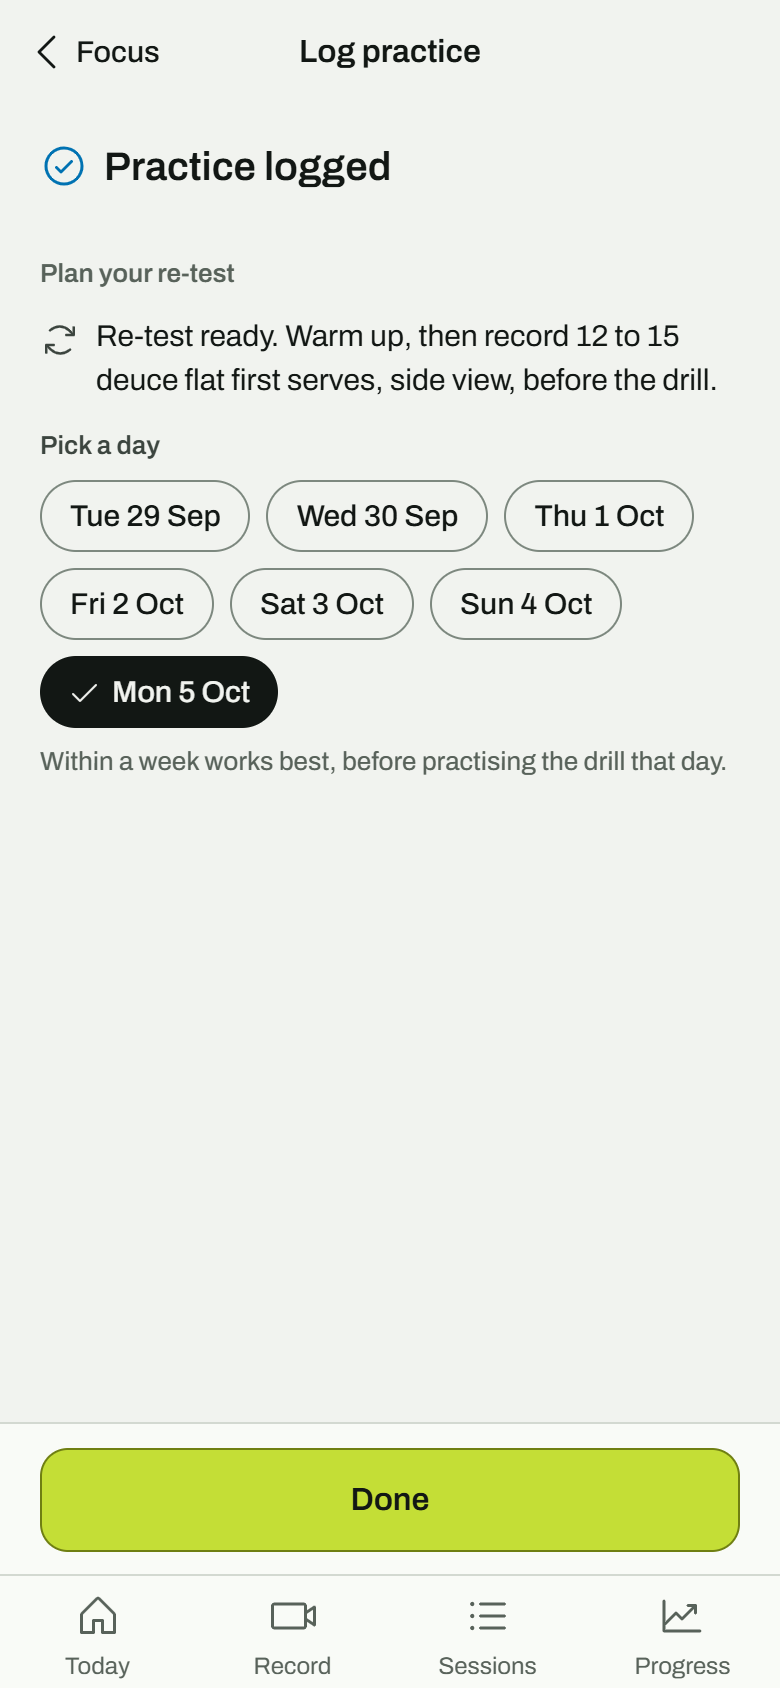 Focus
Log practice
Practice logged
Plan your re-test
Re-test ready. Warm up, then record 12 to 15
deuce flat first serves, side view, before the drill.
Pick a day
Tue 29 Sep
Wed 30 Sep
Thu 1 Oct
Fri 2 Oct
Sat 3 Oct
Sun 4 Oct
Mon 5 Oct
Within a week works best, before practising the drill that day.
Done
Today
Record
Sessions
Progress